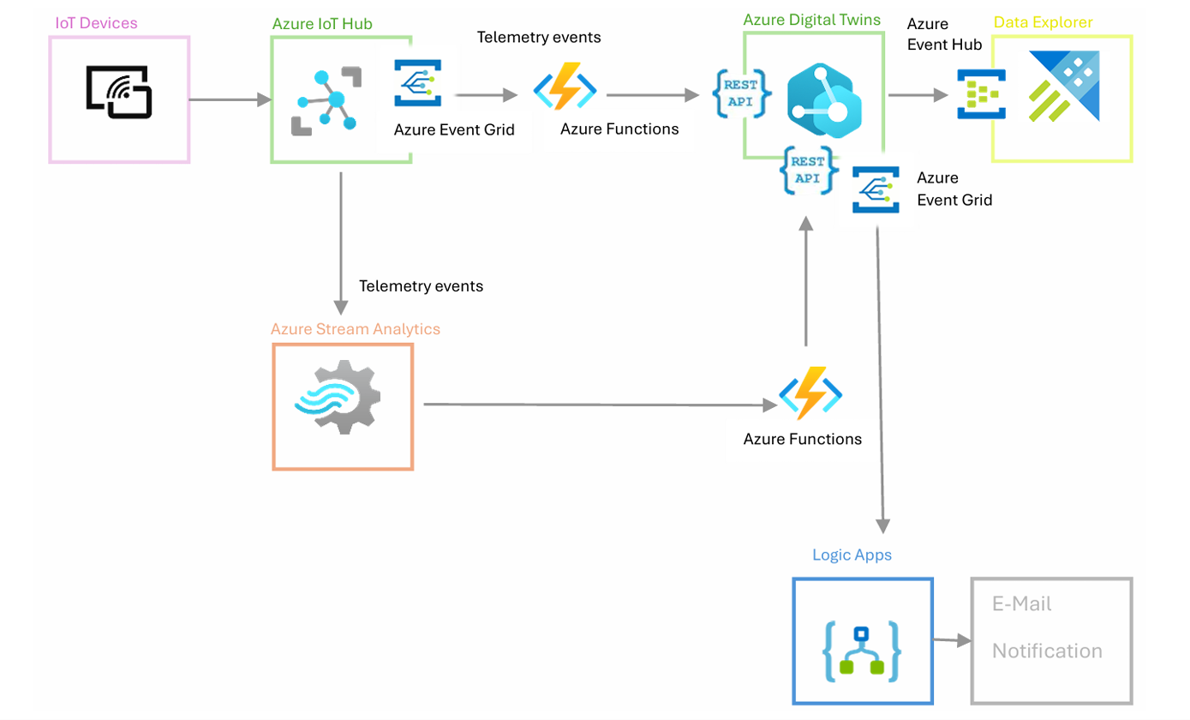 IoT Devices
Azure IoT Hub
Telemetry events
Azure Digital Twins
Azure
Event Hub
Data Explorer
REST
API
Azure Event Grid
Azure Functions
REST
API
Azure
Event Grid
Telemetry events
Azure Stream Analytics
Azure Functions
Logic Apps
E-Mail
Notification